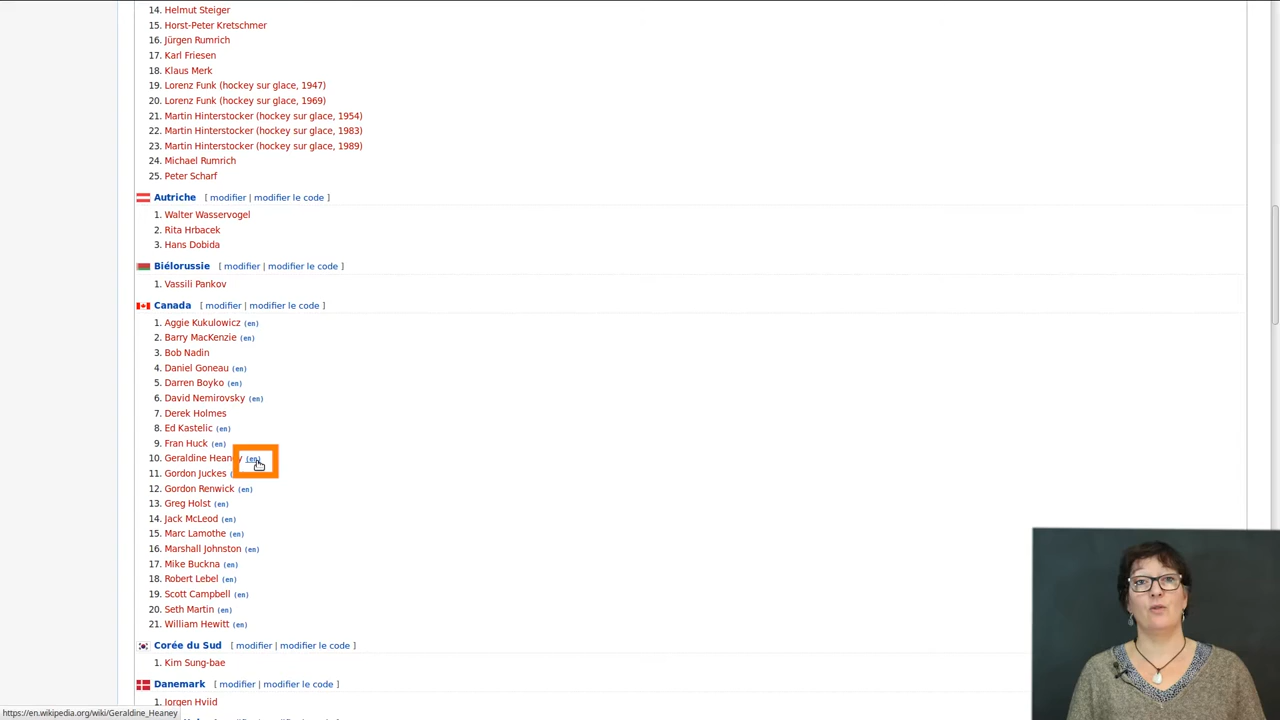 14. Helmut Steiger
15. Horst-Peter Kretschmer
16. Jürgen Rumrich
17. Karl Friesen
18. Klaus Merk
19. Lorenz Funk (hockey sur glace, 1947)
20. Lorenz Funk (hockey sur glace, 1969)
21. Martin Hinterstocker (hockey sur glace, 1954)
22. Martin Hinterstocker (hockey sur glace, 1983)
23. Martin Hinterstocker (hockey sur glace, 1989)
24. Michael Rumrich
25. Peter Scharf
Autriche [ modifier | modifier le code ]
1. Walter Wasservogel
2. Rita Hrbacek
3. Hans Dobida
Biélorussie [ modifier | modifier le code ]
1. Vassili Pankov
Canada [ modifier | modifier le code ]
1. Aggie Kukulowicz (en)
2. Barry MacKenzie (en)
3. Bob Nadin
4. Daniel Goneau (en)
5. Darren Boyko (en)
6. David Nemirovsky (en)
7. Derek Holmes
8. Ed Kastelic (en)
9. Fran Huck (en)
10. Geraldine Heaney (en)
11. Gordon Juckes
12. Gordon Renwick (en)
13. Greg Holst (en)
14. Jack McLeod (en)
15. Marc Lamothe (en)
16. Marshall Johnston (en)
17. Mike Buckna (en)
18. Robert Lebel (en)
19. Scott Campbell (en)
20. Seth Martin (en)
21. William Hewitt (en)
Corée du Sud [ modifier | modifier le code ]
1. Kim Sung-bae
Danemark [ modifier | modifier le code ]
1. Jorgen Hviid
https://en.wikipedia.org/wiki/Geraldine_Heaney